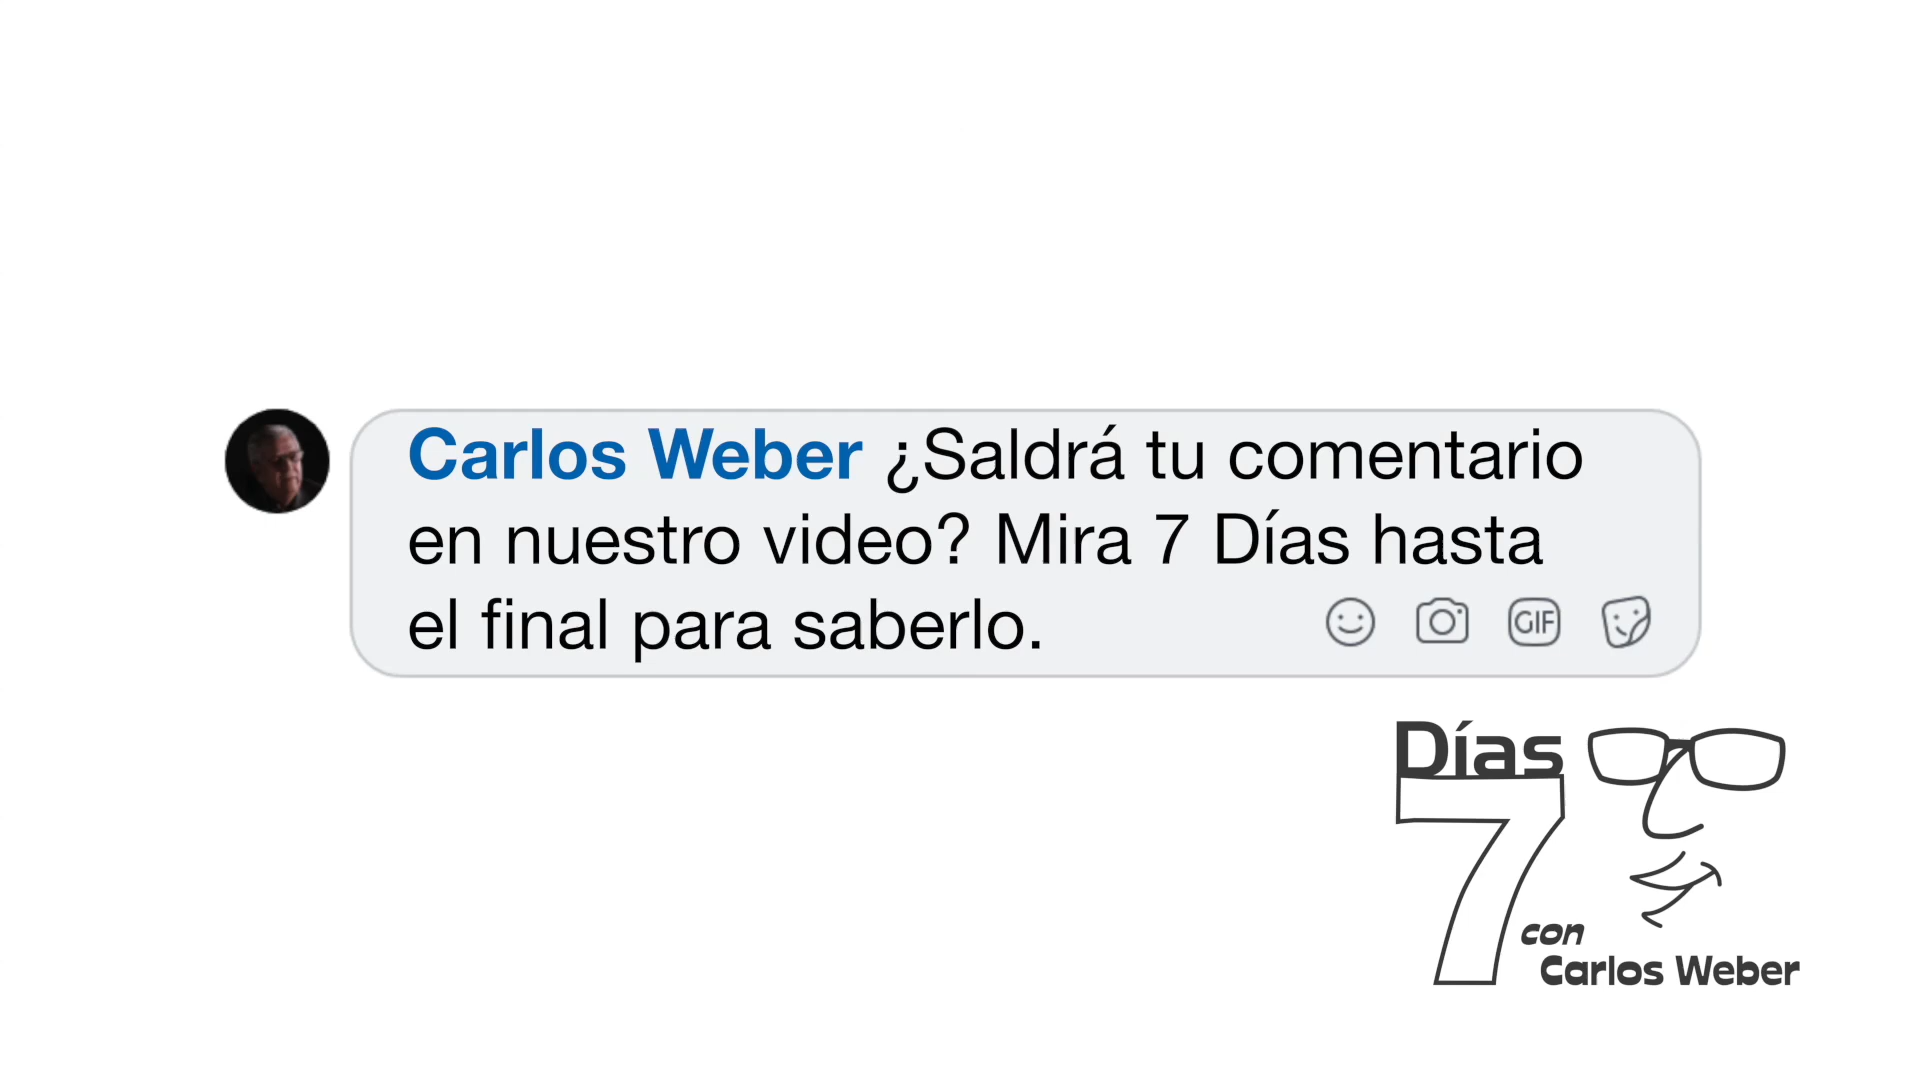 Carlos Weber ¿Saldrá tu comentario
en nuestro video? Mira 7 Días hasta
el final para saberlo.
GIF
Días
7
con
Carlos Weber